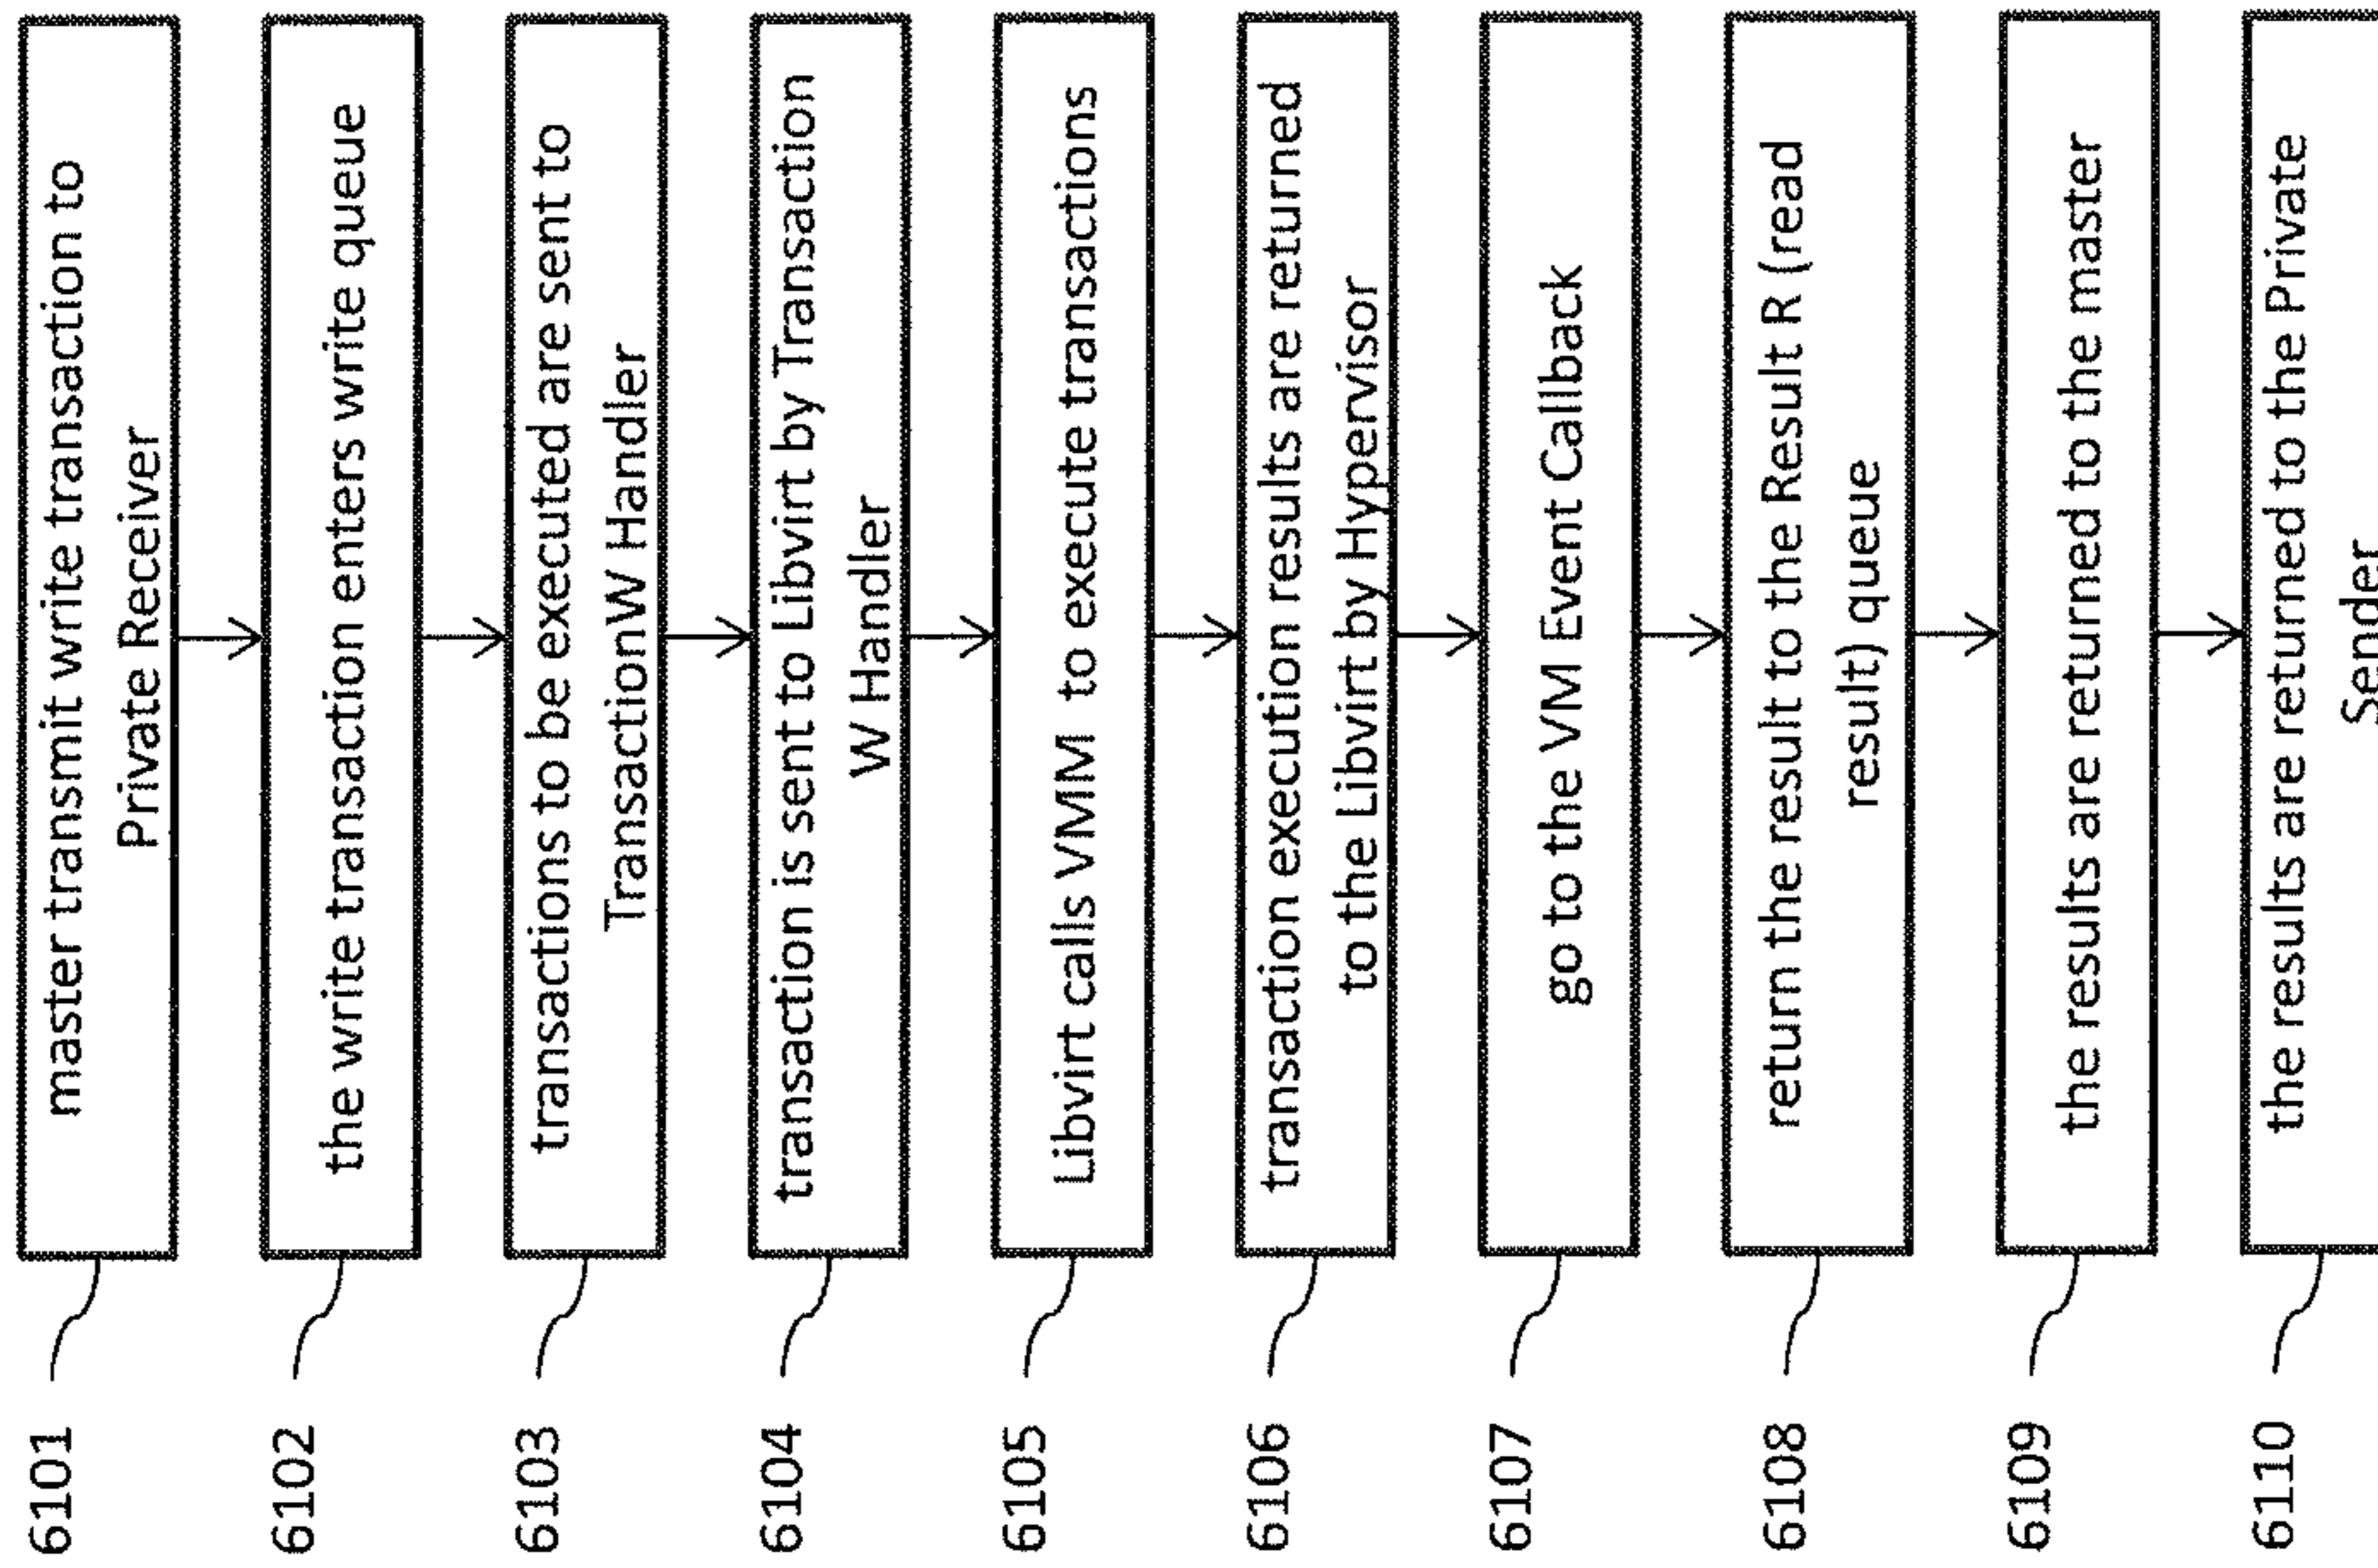 6101
master transmit write transaction to
Private Receiver
6102
the write transaction enters write queue
6103
transactions to be executed are sent to
TransactionW Handler
6104
transaction is sent to Libvirt by Transaction
W Handler
6105
Libvirt calls VMM to execute transactions
6106
transaction execution results are returned
to the Libvirt by Hypervisor
6107
go to the VM Event Callback
6108
return the result to the Result R (read
result) queue
6109
the results are returned to the master
6110
the results are returned to the Private
Sender